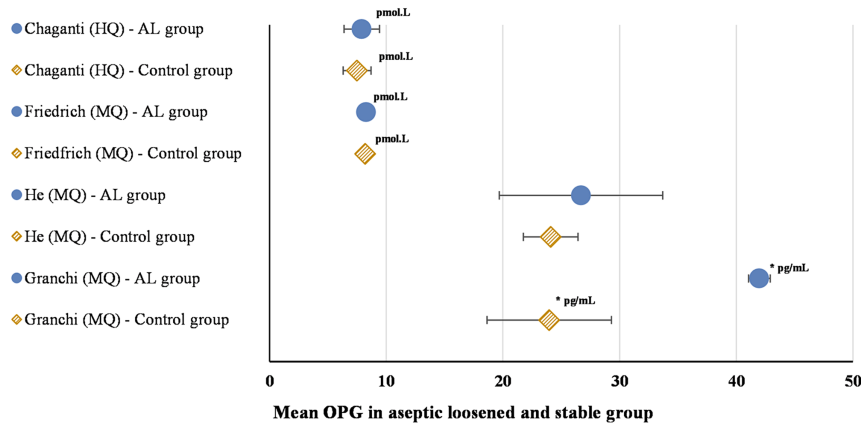 Chaganti (HQ) - AL group
pmol.L
Chaganti (HQ) - Control group
pmol.L
Friedrich (MQ) - AL group
pmol.L
Friedfrich (MQ) - Control group
pmol.L
He (MQ) - AL group
He (MQ) - Control group
Granchi (MQ) - AL group
* pg/mL
Granchi (MQ) - Control group
* pg/mL
0 10 20 30 40 50
Mean OPG in aseptic loosened and stable group